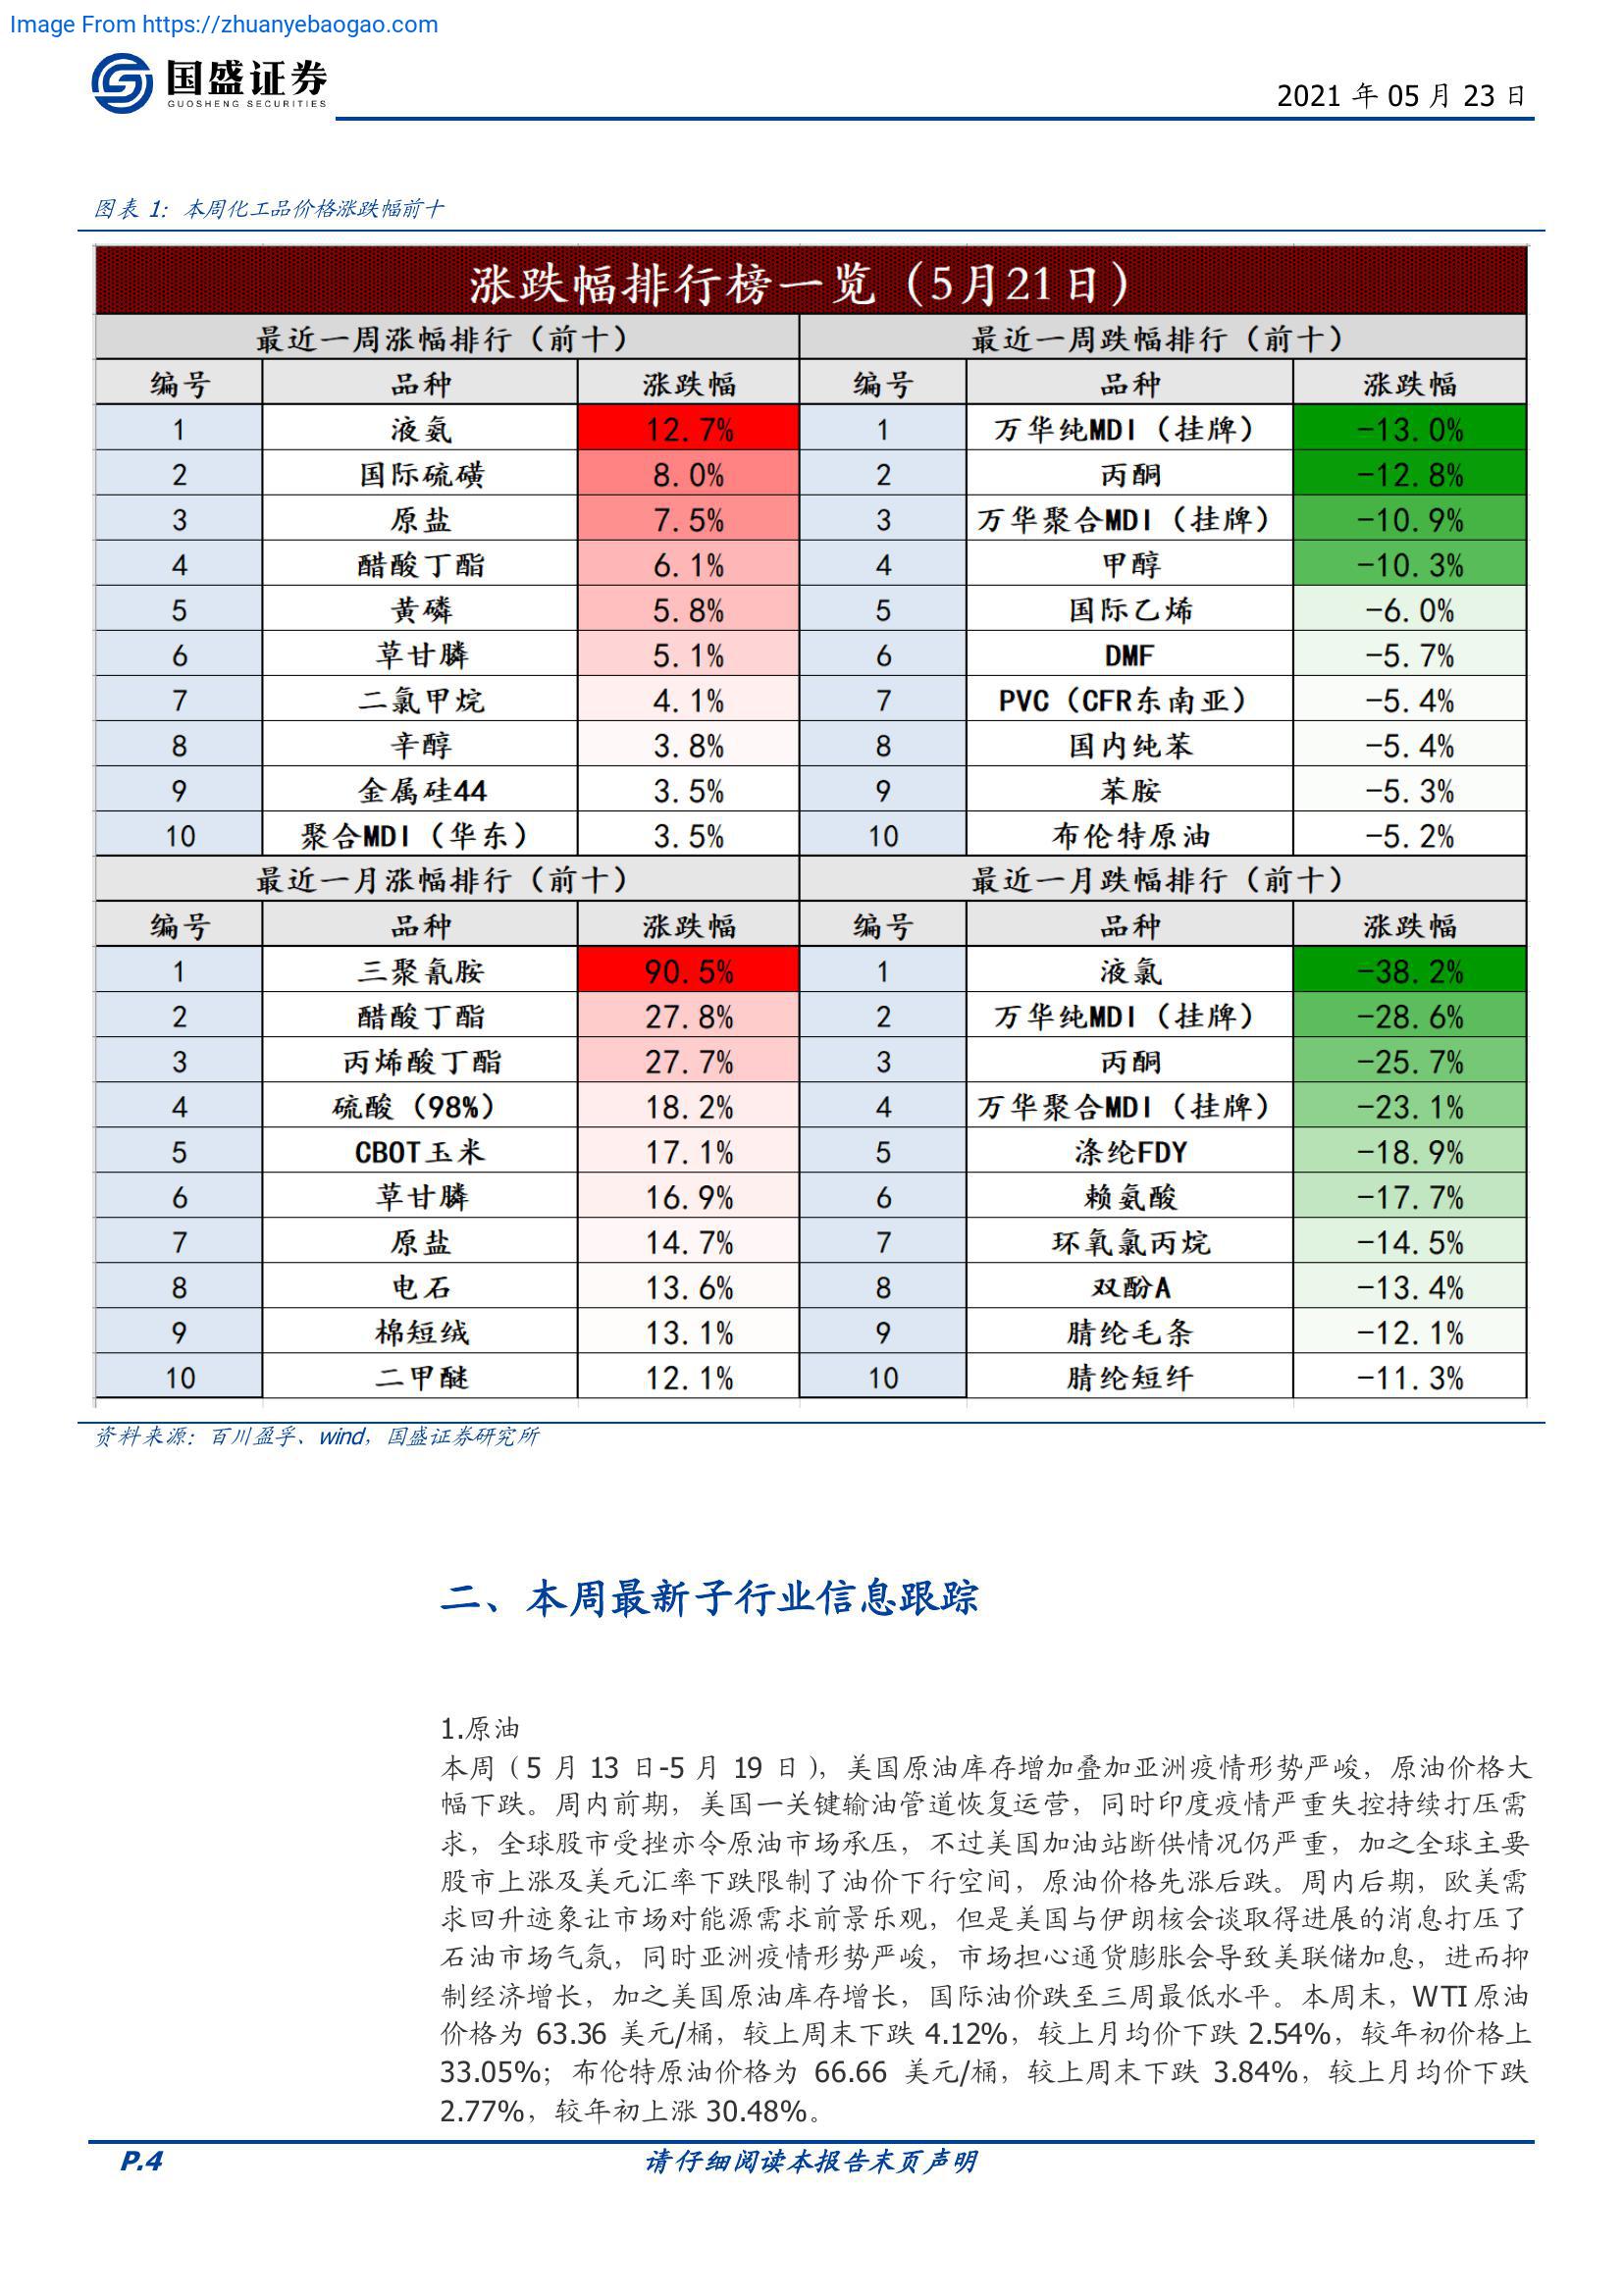 Image From https://zhuanyebaogao.com
国盛证券
GUOSHENG SECURITIES
2021 年 05 月 23 日
图表 1：本周化工品价格涨跌幅前十
涨跌幅排行榜一览（5月21日）
最近一周涨幅排行（前十） 最近一周跌幅排行（前十）
编号 品种 涨跌幅 编号 品种 涨跌幅
1 液氨 12.7% 1 万华纯MDI（挂牌） -13.0%
2 国际硫磺 8.0% 2 丙酮 -12.8%
3 原盐 7.5% 3 万华聚合MDI（挂牌） -10.9%
4 醋酸丁酯 6.1% 4 甲醇 -10.3%
5 黄磷 5.8% 5 国际乙烯 -6.0%
6 草甘膦 5.1% 6 DMF -5.7%
7 二氯甲烷 4.1% 7 PVC（CFR东南亚） -5.4%
8 辛醇 3.8% 8 国内纯苯 -5.4%
9 金属硅44 3.5% 9 苯胺 -5.3%
10 聚合MDI（华东） 3.5% 10 布伦特原油 -5.2%
最近一月涨幅排行（前十） 最近一月跌幅排行（前十）
编号 品种 涨跌幅 编号 品种 涨跌幅
1 三聚氰胺 90.5% 1 液氯 -38.2%
2 醋酸丁酯 27.8% 2 万华纯MDI（挂牌） -28.6%
3 丙烯酸丁酯 27.7% 3 丙酮 -25.7%
4 硫酸（98%） 18.2% 4 万华聚合MDI（挂牌） -23.1%
5 CBOT玉米 17.1% 5 涤纶FDY -18.9%
6 草甘膦 16.9% 6 赖氨酸 -17.7%
7 原盐 14.7% 7 环氧氯丙烷 -14.5%
8 电石 13.6% 8 双酚A -13.4%
9 棉短绒 13.1% 9 腈纶毛条 -12.1%
10 二甲醚 12.1% 10 腈纶短纤 -11.3%
资料来源：百川盈孚、wind，国盛证券研究所
二、本周最新子行业信息跟踪
1.原油
本周（5 月 13 日-5 月 19 日），美国原油库存增加叠加亚洲疫情形势严峻，原油价格大
幅下跌。周内前期，美国一关键输油管道恢复运营，同时印度疫情严重失控持续打压需
求，全球股市受挫亦令原油市场承压，不过美国加油站断供情况仍严重，加之全球主要
股市上涨及美元汇率下跌限制了油价下行空间，原油价格先涨后跌。周内后期，欧美需
求回升迹象让市场对能源需求前景乐观，但是美国与伊朗核会谈取得进展的消息打压了
石油市场气氛，同时亚洲疫情形势严峻，市场担心通货膨胀会导致美联储加息，进而抑
制经济增长，加之美国原油库存增长，国际油价跌至三周最低水平。本周末，WTI 原油
价格为 63.36 美元/桶，较上周末下跌 4.12%，较上月均价下跌 2.54%，较年初价格上
33.05%；布伦特原油价格为 66.66 美元/桶，较上周末下跌 3.84%，较上月均价下跌
2.77%，较年初上涨 30.48%。
P.4 请仔细阅读本报告末页声明